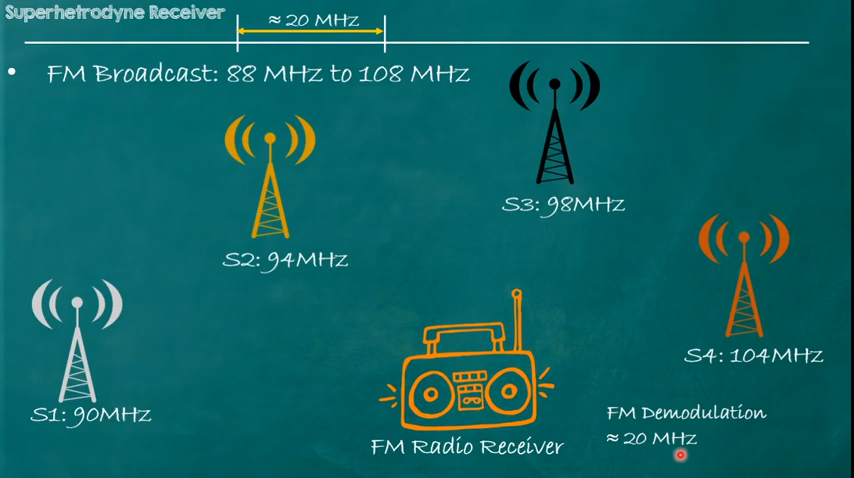 Superhetrodyne Receiver
≈ 20 MHz
• FM Broadcast: 88 MHz to 108 MHz
S3: 98MHz
S2: 94MHz
S4: 104MHz
S1: 90MHz
FM Demodulation
≈ 20 MHz
FM Radio Receiver